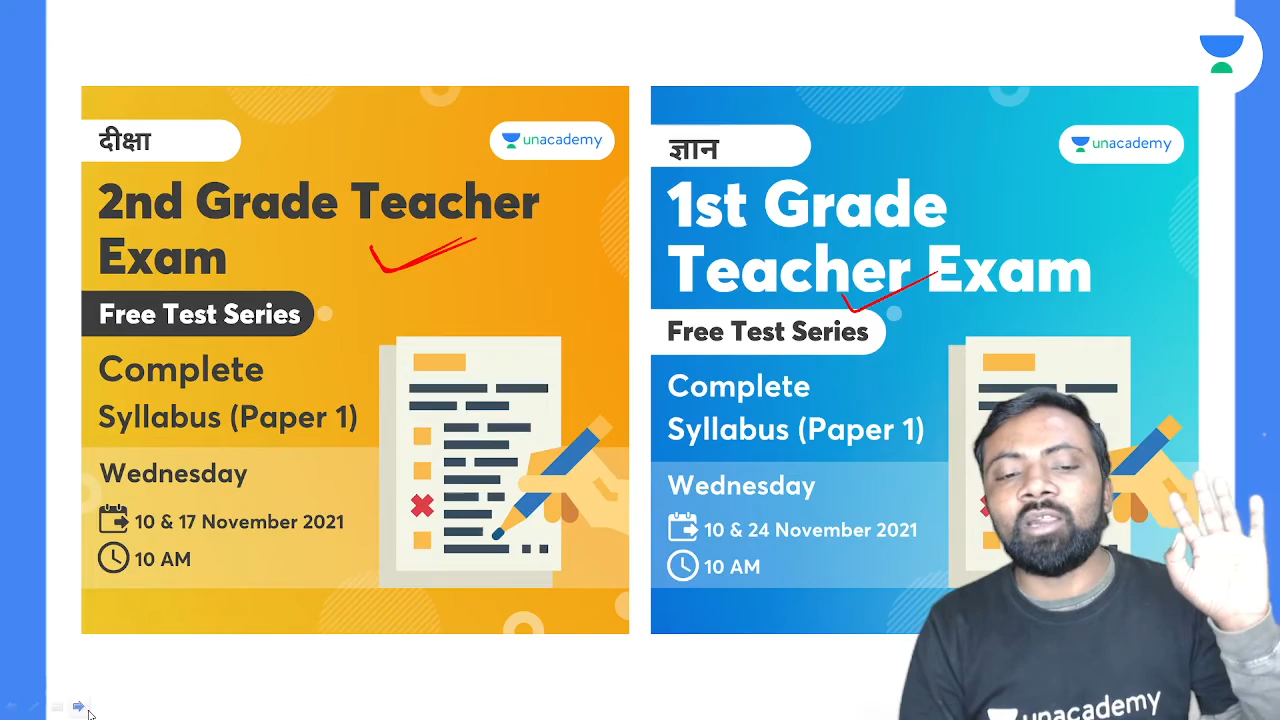 दीक्षा
unacademy
2nd Grade Teacher
Exam
Free Test Series
Complete
Syllabus (Paper 1)
Wednesday
10 & 17 November 2021
10 AM
ज्ञान
unacademy
1st Grade
Teacher Exam
Free Test Series
Complete
Syllabus (Paper 1)
Wednesday
10 & 24 November 2021
10 AM
unacademy